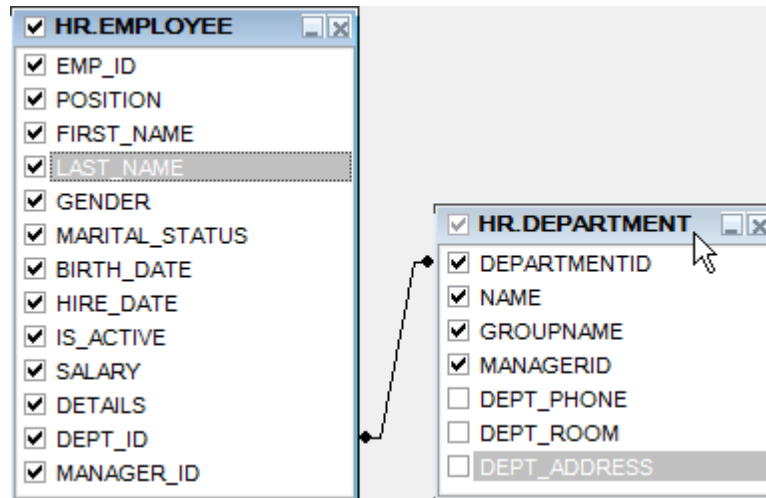 HR.EMPLOYEE
EMP_ID
POSITION
FIRST_NAME
LAST_NAME
GENDER
MARITAL_STATUS
BIRTH_DATE
HIRE_DATE
IS_ACTIVE
SALARY
DETAILS
DEPT_ID
MANAGER_ID
HR.DEPARTMENT
DEPARTMENTID
NAME
GROUPNAME
MANAGERID
DEPT_PHONE
DEPT_ROOM
DEPT_ADDRESS